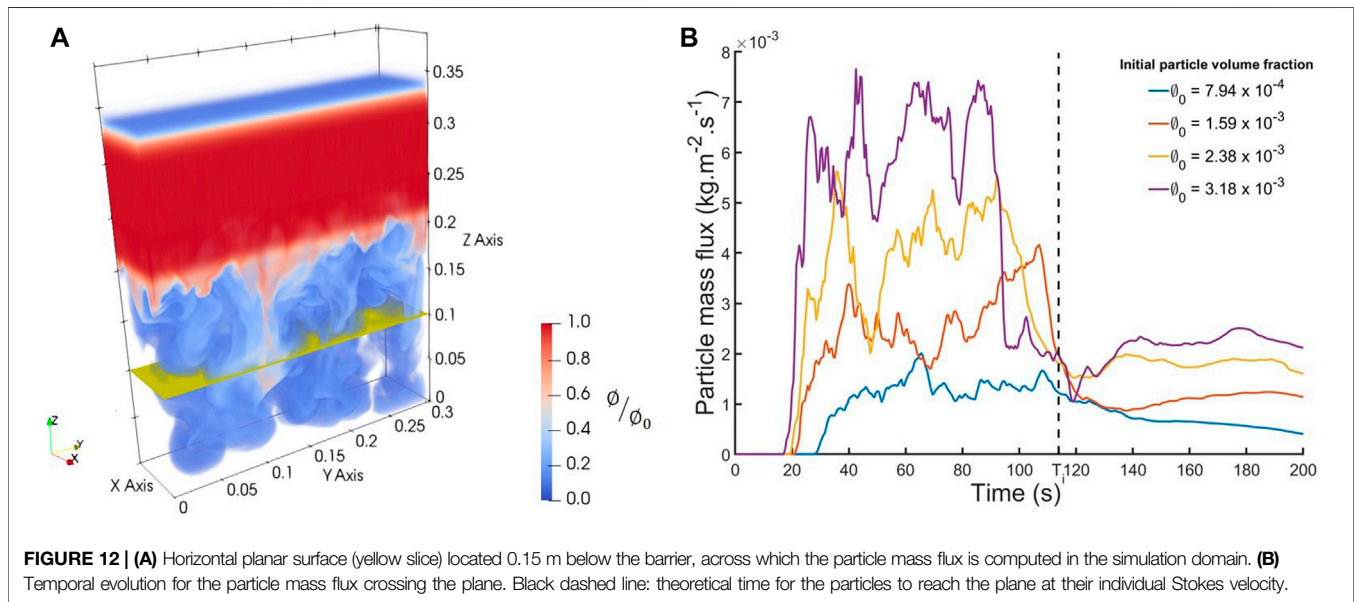 A
0.35
0.3
0.25
0.2
Z Axis
0.15
0.1
0.05
0
0.3
0.25
0.2
0.15
Y Axis
0.1
0.05
0
X Axis
Z
Y
X
1.0
0.8
0.6
0.4
0.2
0.0
ϕ/ϕ0
B
8 ×10-3
7
6
5
4
3
2
1
0
Particle mass flux (kg.m-2.s-1)
0 20 40 60 80 100 Ti 120 140 160 180 200
Time (s)
Initial particle volume fraction
∅0 = 7.94 x 10-4
∅0 = 1.59 x 10-3
∅0 = 2.38 x 10-3
∅0 = 3.18 x 10-3
FIGURE 12 | (A) Horizontal planar surface (yellow slice) located 0.15 m below the barrier, across which the particle mass flux is computed in the simulation domain. (B)
Temporal evolution for the particle mass flux crossing the plane. Black dashed line: theoretical time for the particles to reach the plane at their individual Stokes velocity.